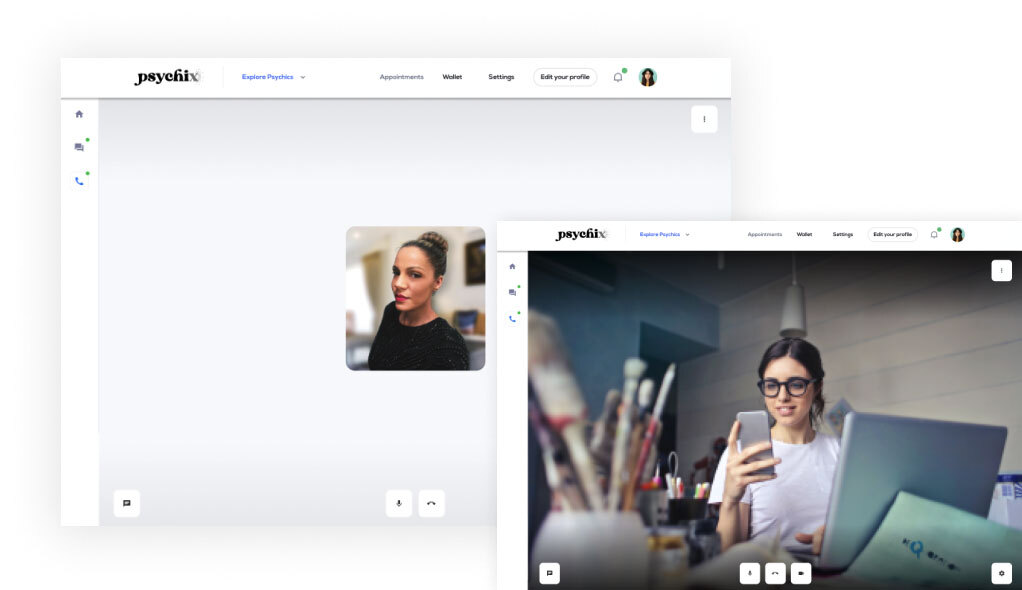 psychix
Explore Psychics
Appointments
Wallet
Settings
Edit your profile
psychix
Explore Psychics
Appointments
Wallet
Settings
Edit your profile